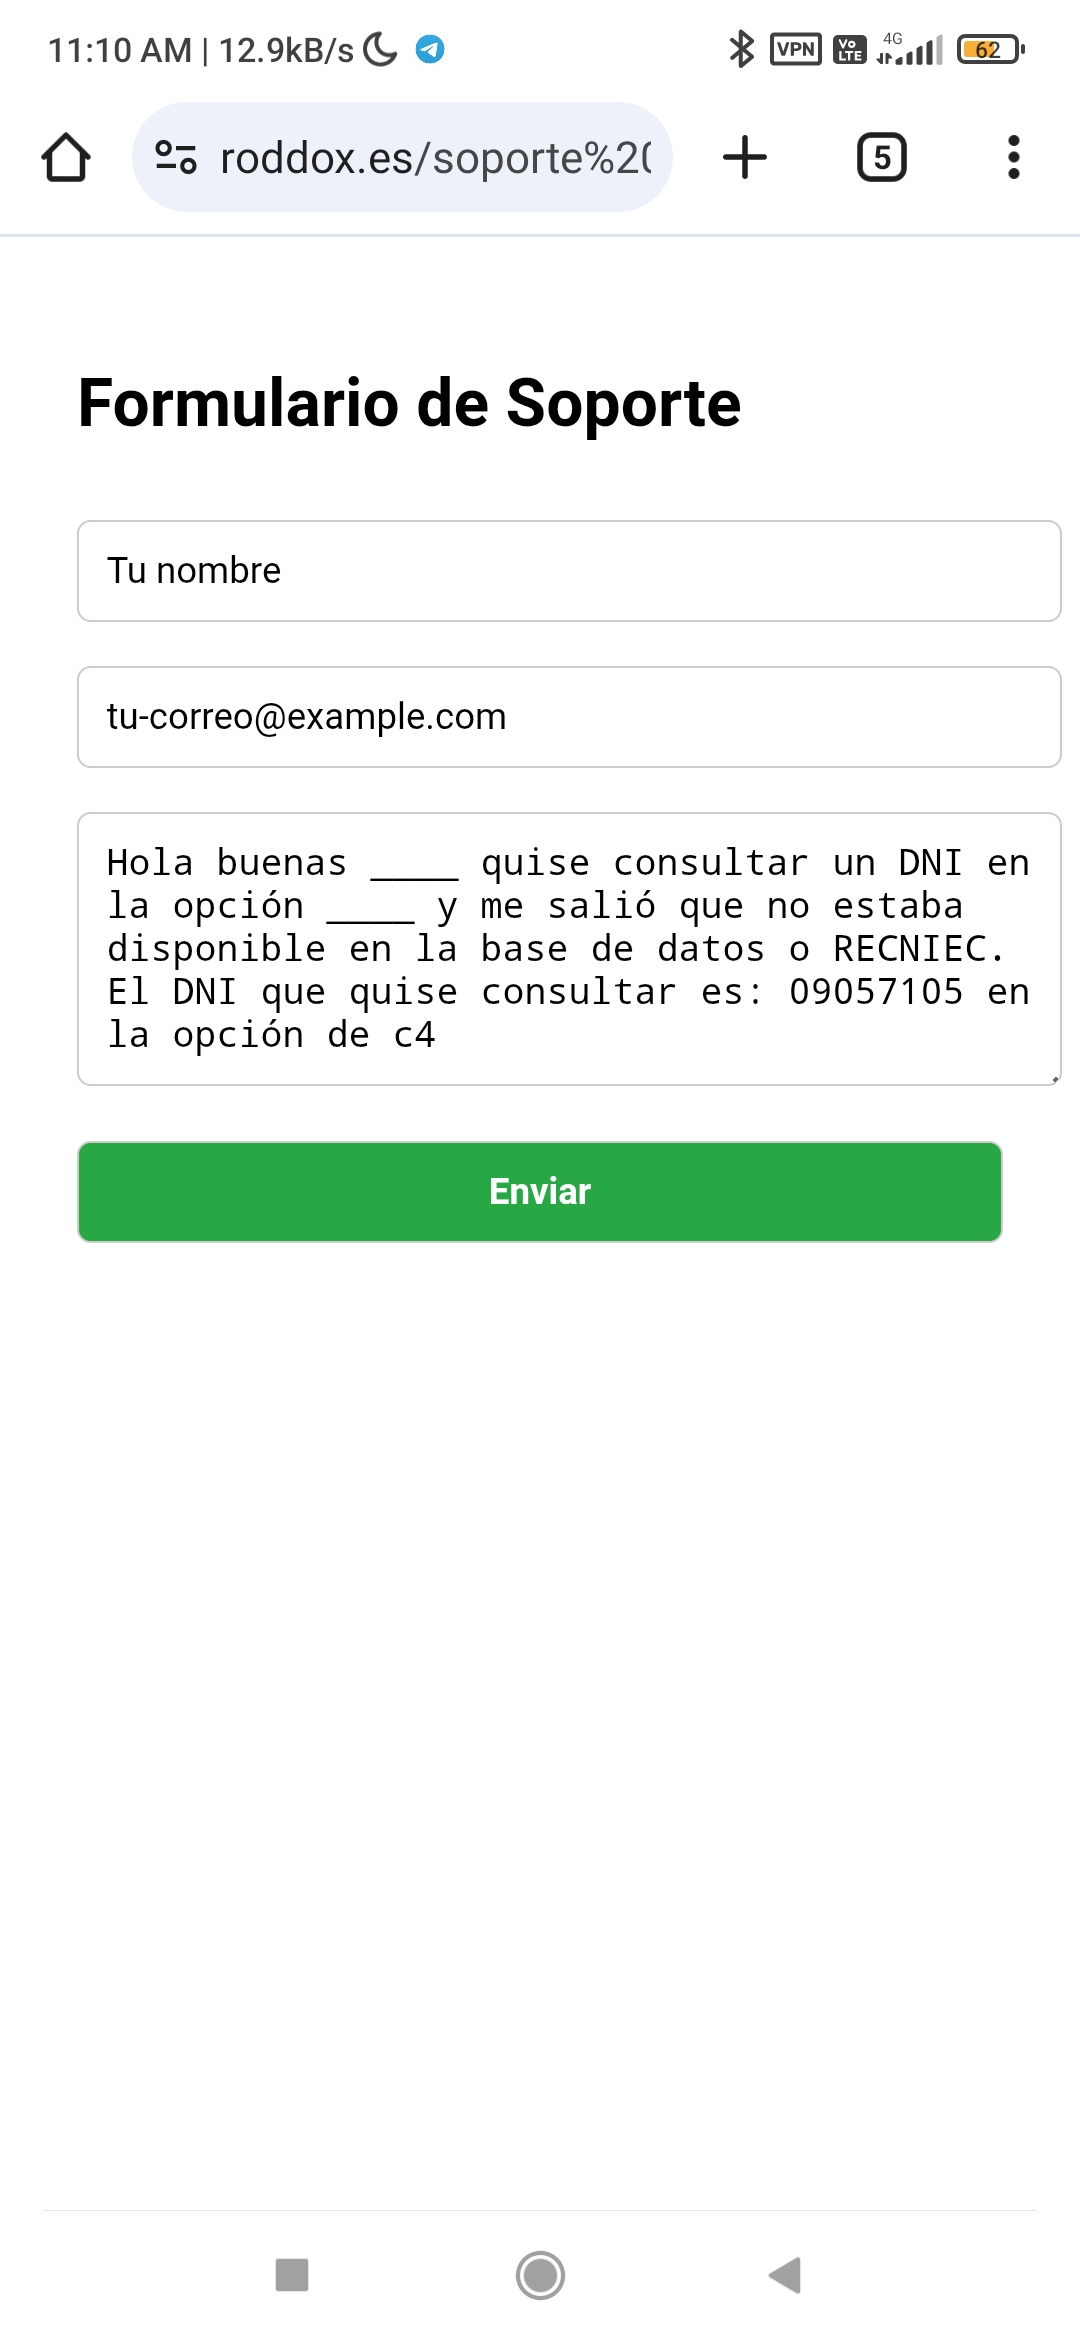 11:10 AM | 12.9kB/s
VPN
Vo LTE
4G
62
roddox.es/soporte%20
5
Formulario de Soporte
Tu nombre
tu-correo@example.com
Hola buenas ____ quise consultar un DNI en
la opción ____ y me salió que no estaba
disponible en la base de datos o RECNIEC.
El DNI que quise consultar es: 09057105 en
la opción de c4
Enviar